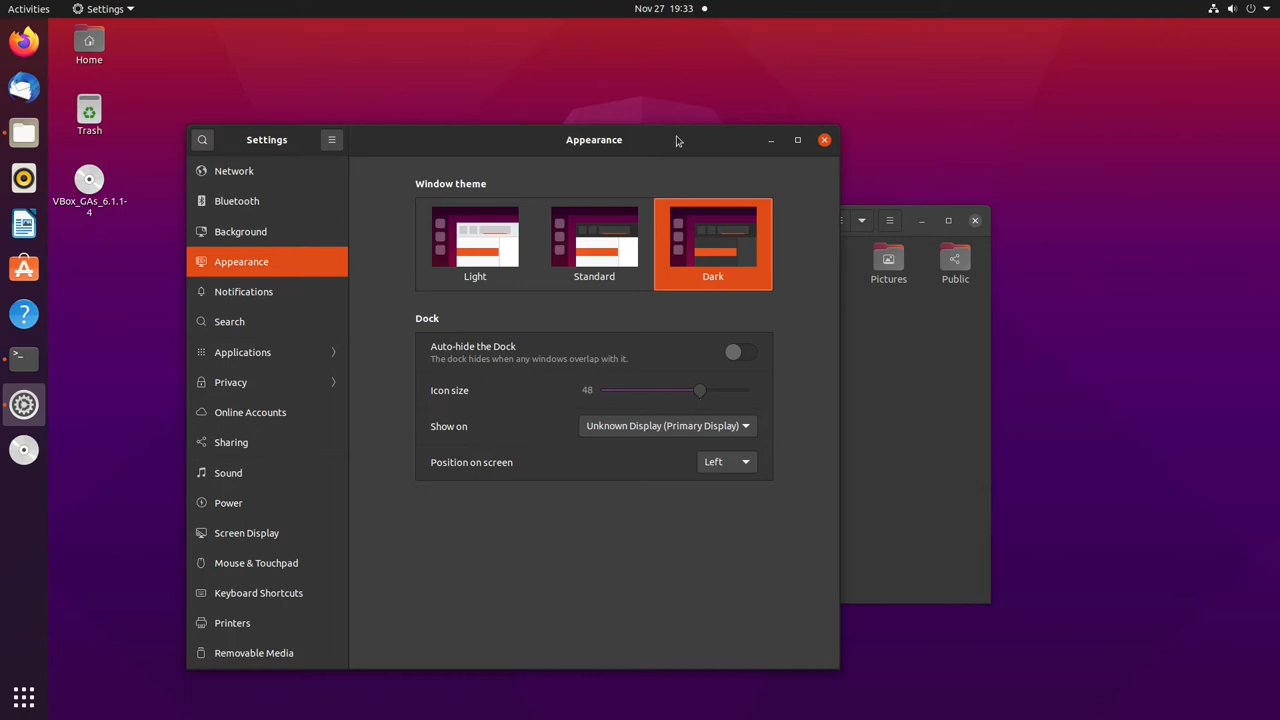 Activities
Settings
Nov 27 19:33
Home
Trash
VBox_GAs_6.1.1-
4
Settings
Appearance
Network
Bluetooth
Background
Appearance
Notifications
Search
Applications
Privacy
Online Accounts
Sharing
Sound
Power
Screen Display
Mouse & Touchpad
Keyboard Shortcuts
Printers
Removable Media
Window theme
Light
Standard
Dark
Dock
Auto-hide the Dock
The dock hides when any windows overlap with it.
Icon size
48
Show on
Unknown Display (Primary Display)
Position on screen
Left
Pictures
Public